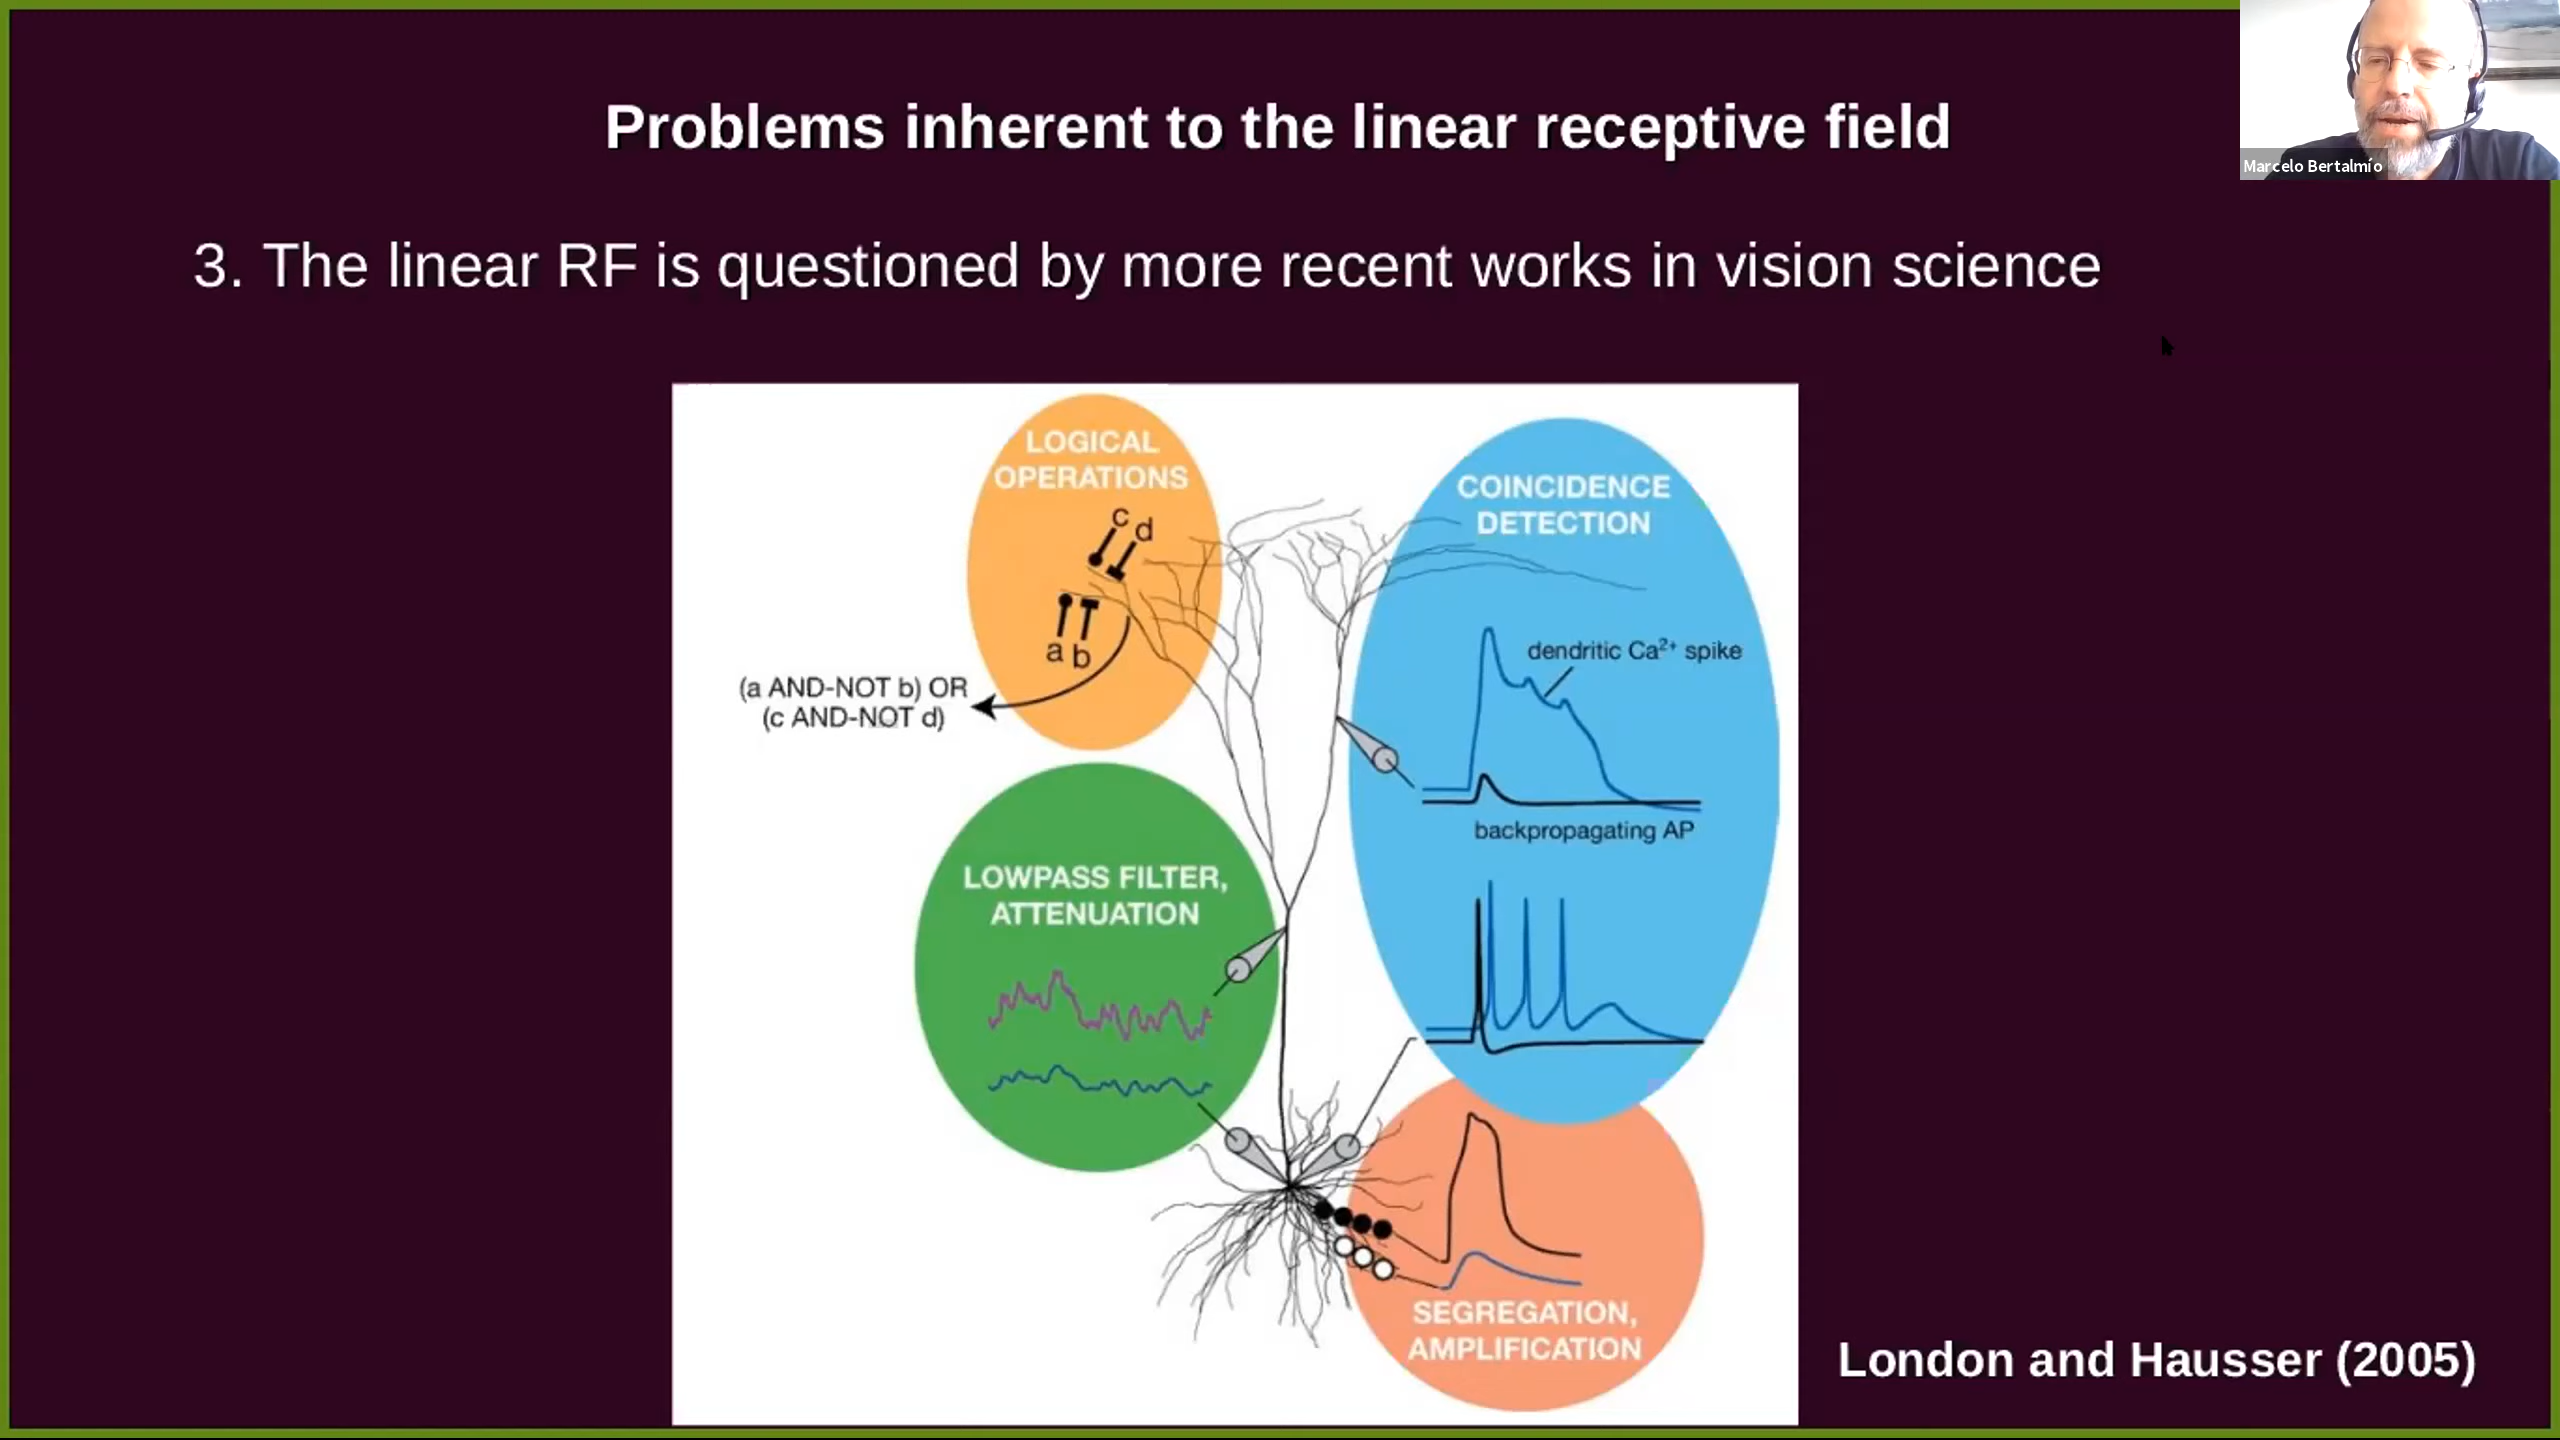 Problems inherent to the linear receptive field
Marcelo Bertalmío
3. The linear RF is questioned by more recent works in vision science
LOGICAL
OPERATIONS
c d
a b
(a AND-NOT b) OR
(c AND-NOT d)
COINCIDENCE
DETECTION
dendritic Ca²⁺ spike
backpropagating AP
LOWPASS FILTER,
ATTENUATION
SEGREGATION,
AMPLIFICATION
London and Hausser (2005)